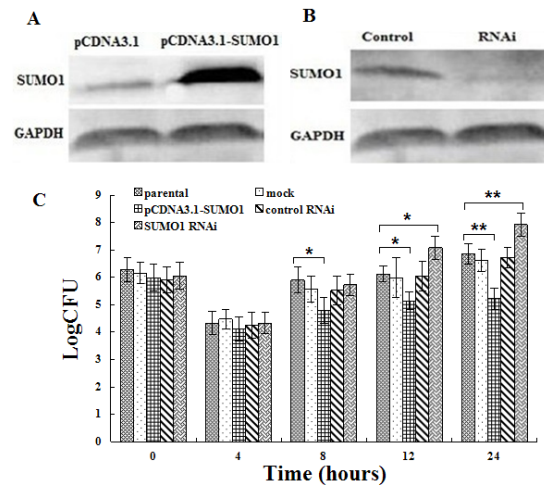 A
B
pCDNA3.1 pCDNA3.1-SUMO1
Control RNAi
SUMO1
SUMO1
GAPDH
GAPDH
C
parental mock
pCDNA3.1-SUMO1 control RNAi
SUMO1 RNAi
**
*
**
*
*
9
8
7
6
5
4
3
2
1
0
LogCFU
0 4 8 12 24
Time (hours)